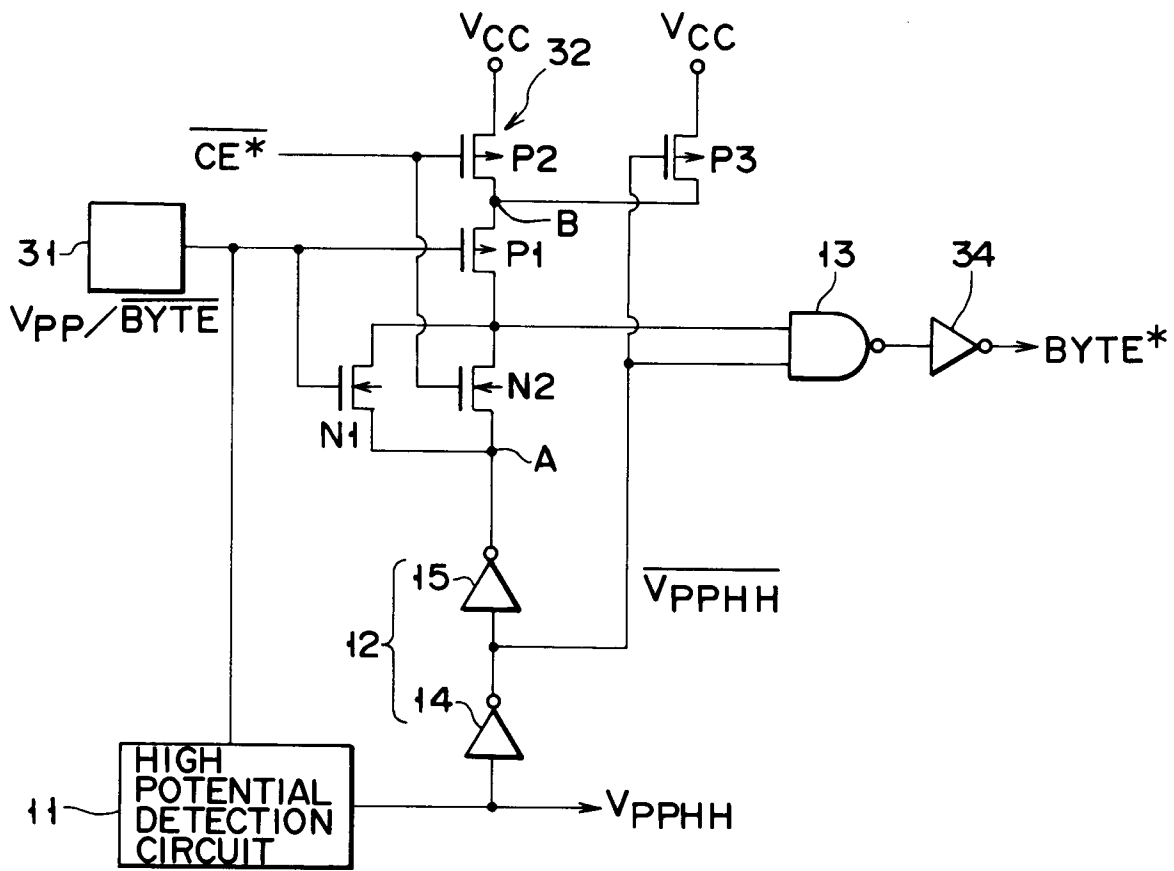 VCC
VCC
32
CE*
P2
P3
B
31
P1
13
34
VPP/BYTE
BYTE*
N2
N1
A
15
VPPHH
12
14
HIGH
POTENTIAL
DETECTION
CIRCUIT
11
VPPHH